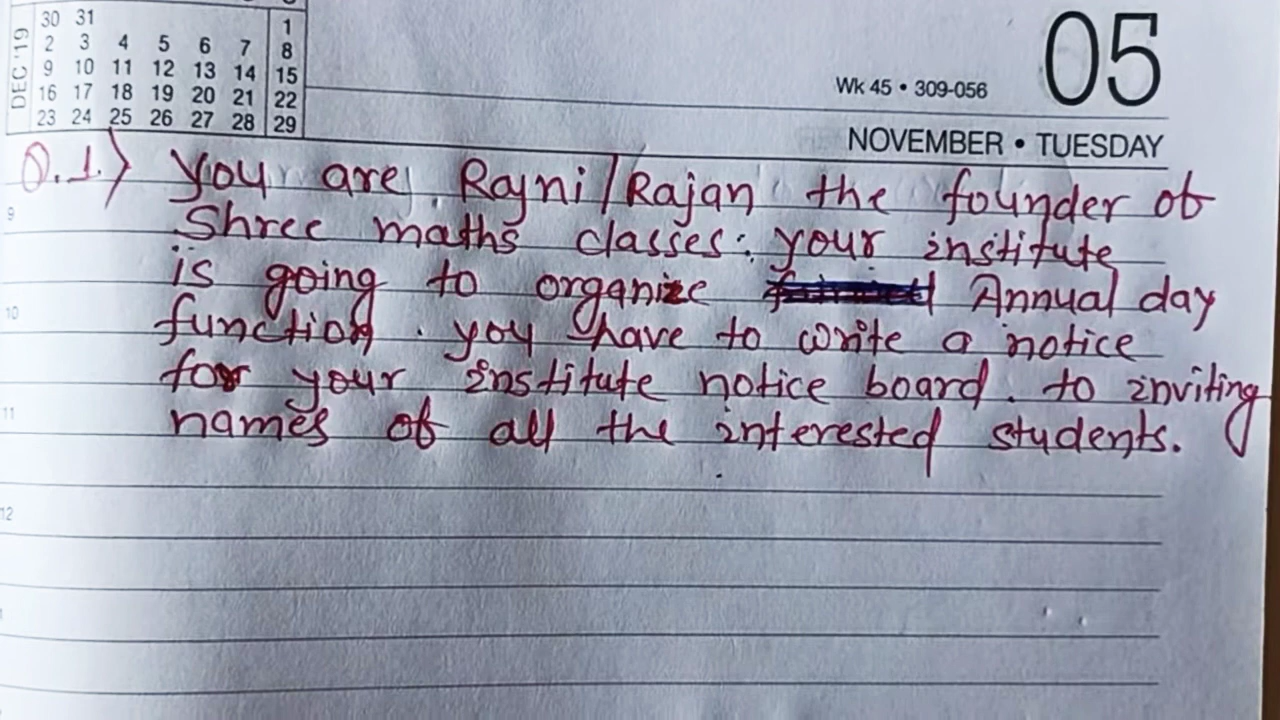 30 31 1
DEC '19
2 3 4 5 6 7 8
9 10 11 12 13 14 15
16 17 18 19 20 21 22
23 24 25 26 27 28 29
05
Wk 45 • 309-056
NOVEMBER • TUESDAY
Q.1.) You are Rajni/Rajan the founder of
9
Shree maths classes. your institute
is going to organize Annual day
10
function. you have to write a notice
for your institute notice board. to inviting
11
names of all the interested students.
12